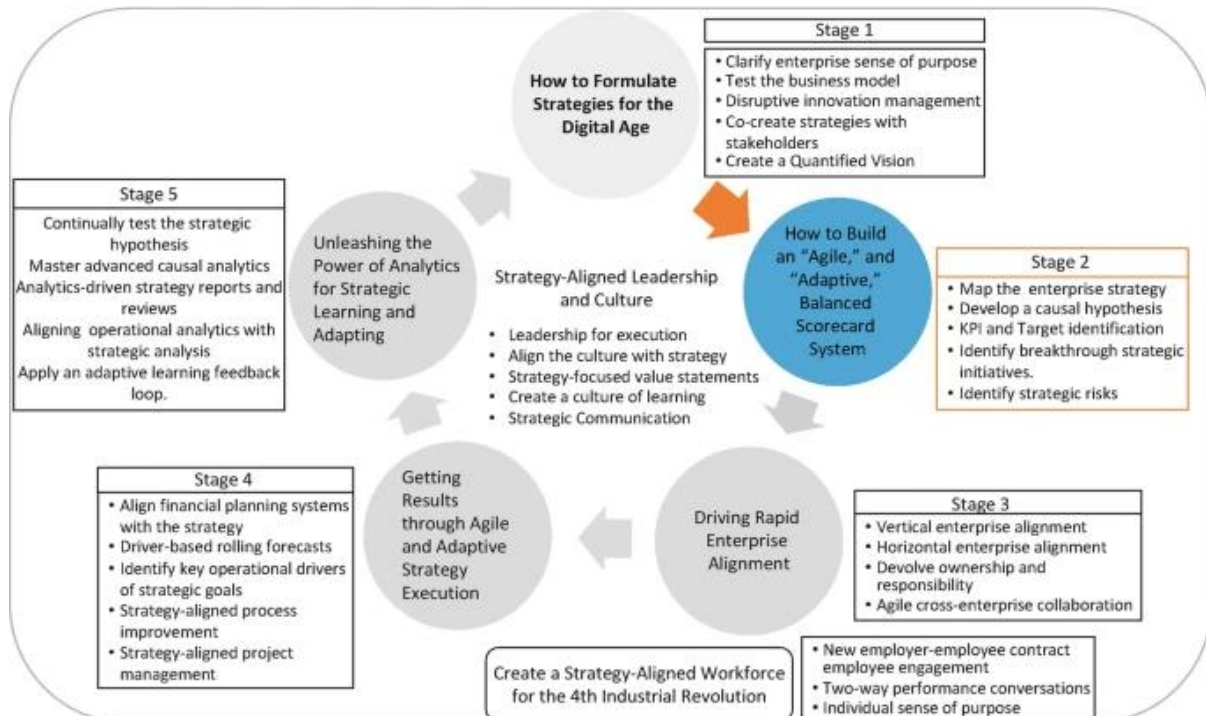 Stage 1
• Clarify enterprise sense of purpose
• Test the business model
• Disruptive innovation management
• Co-create strategies with
stakeholders
• Create a Quantified Vision
How to Formulate
Strategies for the
Digital Age
How to Build
an “Agile,” and
“Adaptive,”
Balanced
Scorecard
System
Stage 2
• Map the enterprise strategy
• Develop a causal hypothesis
• KPI and Target identification
• Identify breakthrough strategic
initiatives.
• Identify strategic risks
Driving Rapid
Enterprise
Alignment
Stage 3
• Vertical enterprise alignment
• Horizontal enterprise alignment
• Devolve ownership and
responsibility
• Agile cross-enterprise collaboration
Getting
Results
through Agile
and Adaptive
Strategy
Execution
Stage 4
• Align financial planning systems
with the strategy
• Driver-based rolling forecasts
• Identify key operational drivers
of strategic goals
• Strategy-aligned process
improvement
• Strategy-aligned project
management
Unleashing the
Power of Analytics
for Strategic
Learning and
Adapting
Stage 5
Continually test the strategic
hypothesis
Master advanced causal analytics
Analytics-driven strategy reports and
reviews
Aligning operational analytics with
strategic analysis
Apply an adaptive learning feedback
loop.
Strategy-Aligned Leadership
and Culture
• Leadership for execution
• Align the culture with strategy
• Strategy-focused value statements
• Create a culture of learning
• Strategic Communication
Create a Strategy-Aligned Workforce
for the 4th Industrial Revolution
• New employer-employee contract
employee engagement
• Two-way performance conversations
• Individual sense of purpose